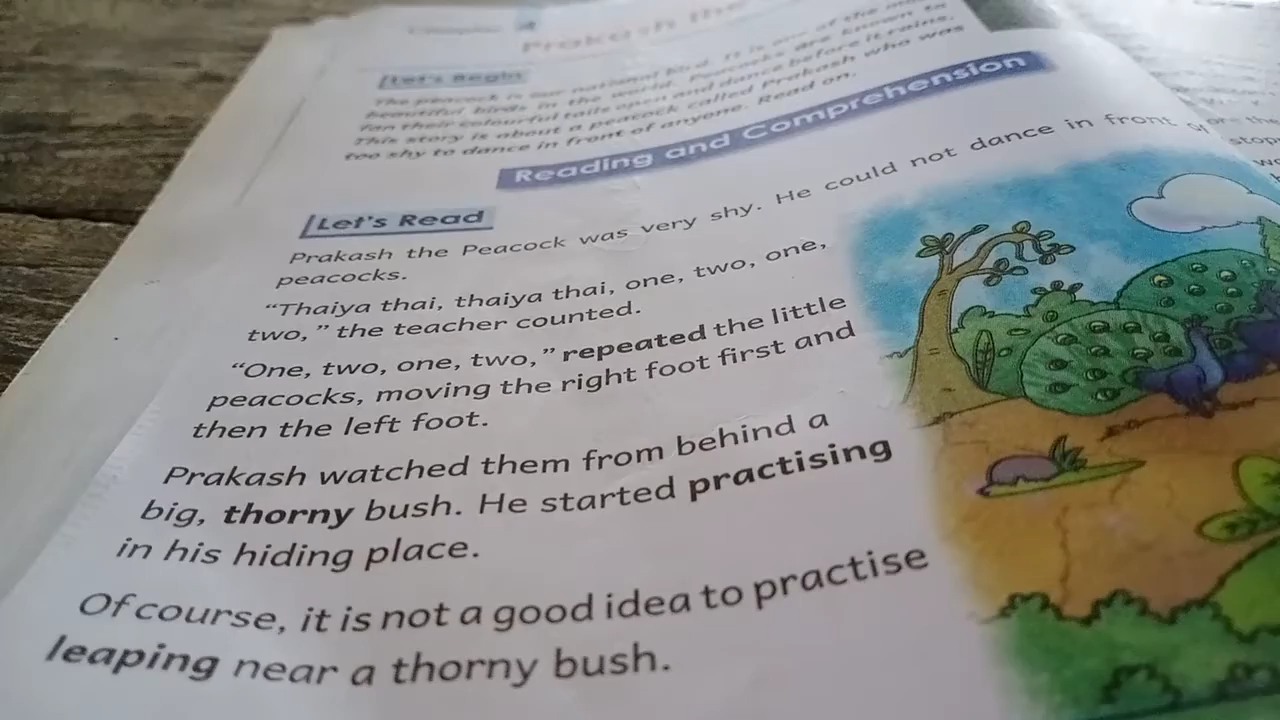 Prakash the
Let's Begin
The peacock is our national bird. It is one of the
beautiful birds in the world. Peacocks are known to
fan their colourful tails open and dance before it rains.
This story is about a peacock called Prakash who was
too shy to dance in front of anyone. Read on.
Reading and Comprehension
Let's Read
Prakash the Peacock was very shy. He could not dance in front of
peacocks.
“Thaiya thai, thaiya thai, one, two, one,
two,” the teacher counted.
“One, two, one, two,” repeated the little
peacocks, moving the right foot first and
then the left foot.
Prakash watched them from behind a
big, thorny bush. He started practising
in his hiding place.
Of course, it is not a good idea to practise
leaping near a thorny bush.